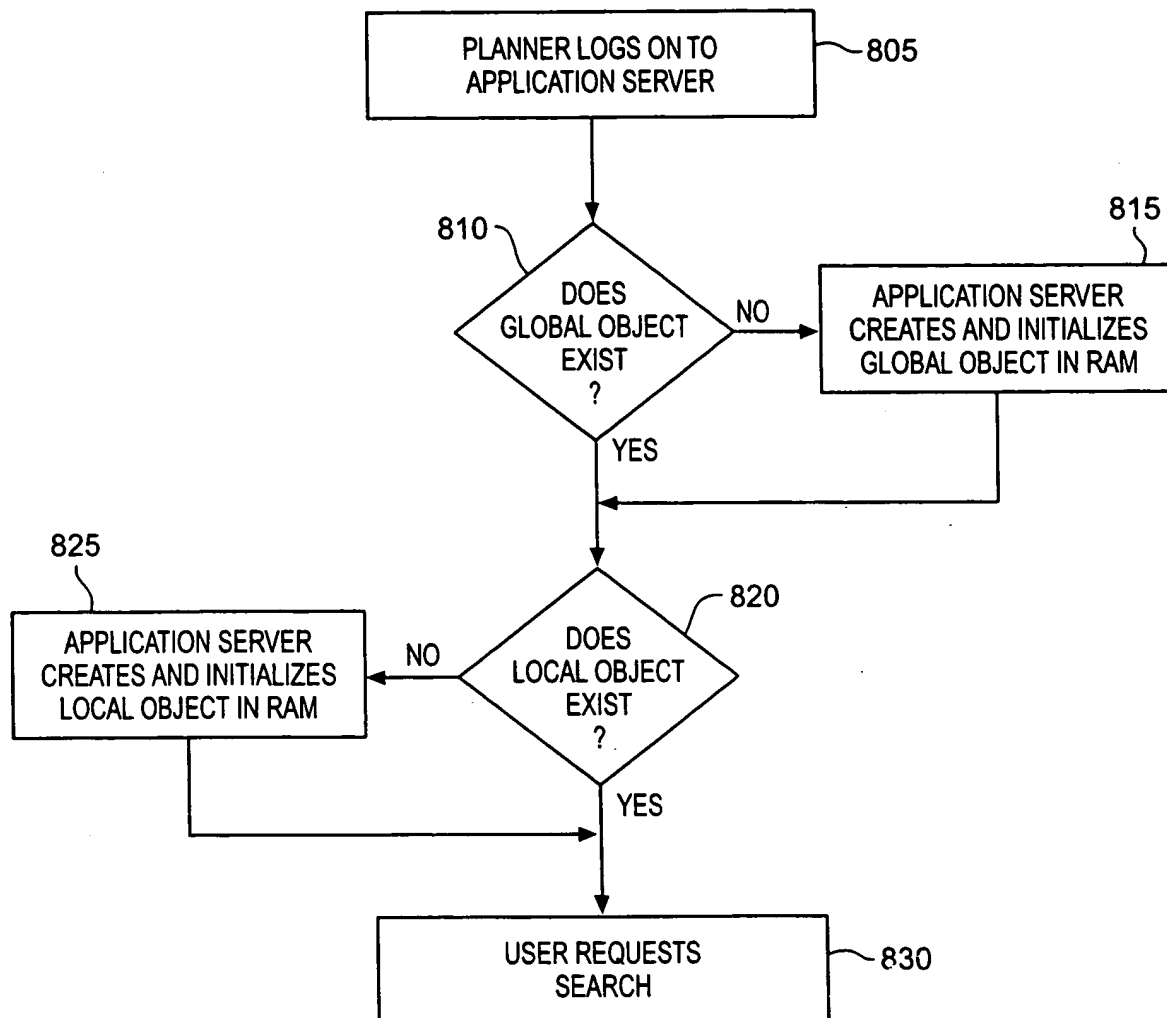 PLANNER LOGS ON TO
APPLICATION SERVER
805
810
DOES
GLOBAL OBJECT
EXIST
?
NO
YES
815
APPLICATION SERVER
CREATES AND INITIALIZES
GLOBAL OBJECT IN RAM
825
APPLICATION SERVER
CREATES AND INITIALIZES
LOCAL OBJECT IN RAM
NO
820
DOES
LOCAL OBJECT
EXIST
?
YES
USER REQUESTS
SEARCH
830